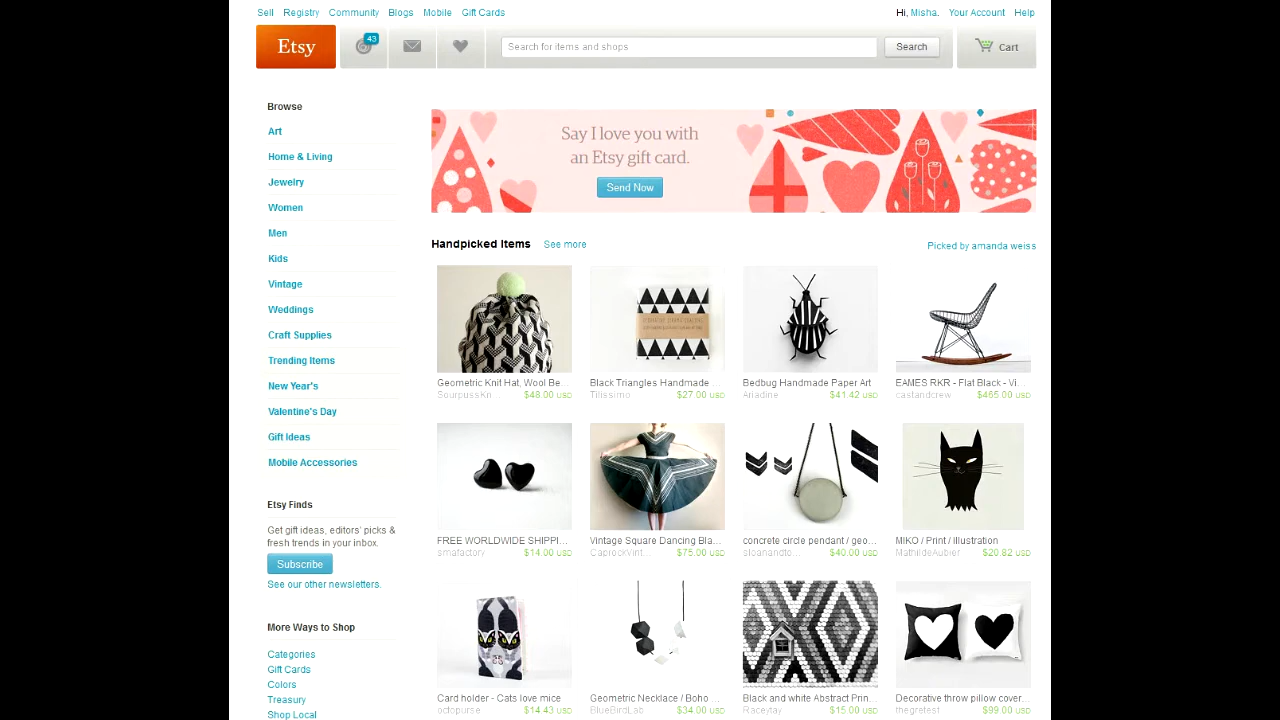 Sell Registry Community Blogs Mobile Gift Cards
Hi, Misha. Your Account Help
Etsy
43
Search for items and shops
Search
Cart
Browse
Art
Home & Living
Jewelry
Women
Men
Kids
Vintage
Weddings
Craft Supplies
Trending Items
New Year's
Valentine's Day
Gift Ideas
Mobile Accessories
Etsy Finds
Get gift ideas, editors' picks &
fresh trends in your inbox.
Subscribe
See our other newsletters.
More Ways to Shop
Categories
Gift Cards
Colors
Treasury
Shop Local
Say I love you with
an Etsy gift card.
Send Now
Handpicked Items See more
Picked by amanda weiss
Geometric Knit Hat, Wool Be...
SourpussKn... $48.00 USD
Black Triangles Handmade ...
Tirissimo $27.00 USD
Bedbug Handmade Paper Art
Ariadine $41.42 USD
EAMES RKR - Flat Black - Vi...
castandcrew $465.00 USD
FREE WORLDWIDE SHIPPI...
smafactory $14.00 USD
Vintage Square Dancing Bla...
CaprockVint... $75.00 USD
concrete circle pendant / geo...
sloanandto... $40.00 USD
MIKO / Print / Illustration
MathildeAubier $20.82 USD
Card holder - Cats love mice
octopurse $14.43 USD
Geometric Necklace / Boho ...
BlueBirdLab $34.00 USD
Black and white Abstract Prin...
Raceytay $15.00 USD
Decorative throw pillow cover...
thegretest $99.00 USD